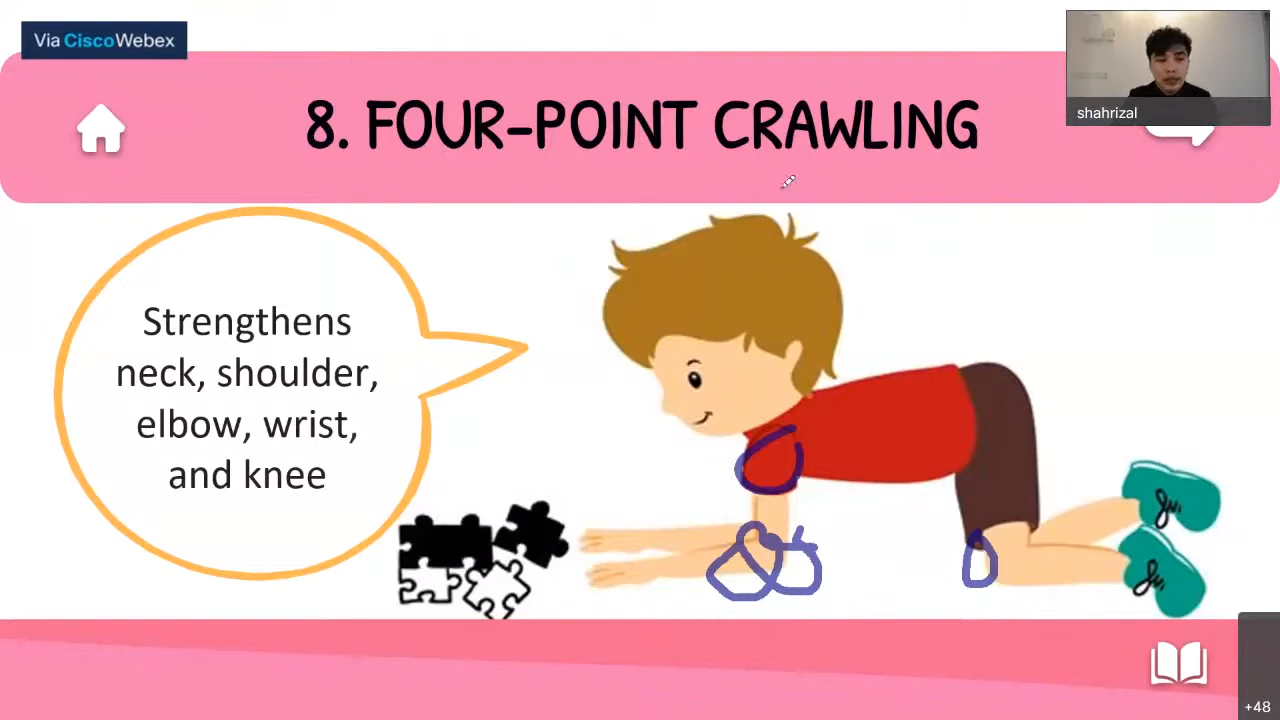 Via CiscoWebex
shahrizal
8. FOUR-POINT CRAWLING
Strengthens
neck, shoulder,
elbow, wrist,
and knee
+48